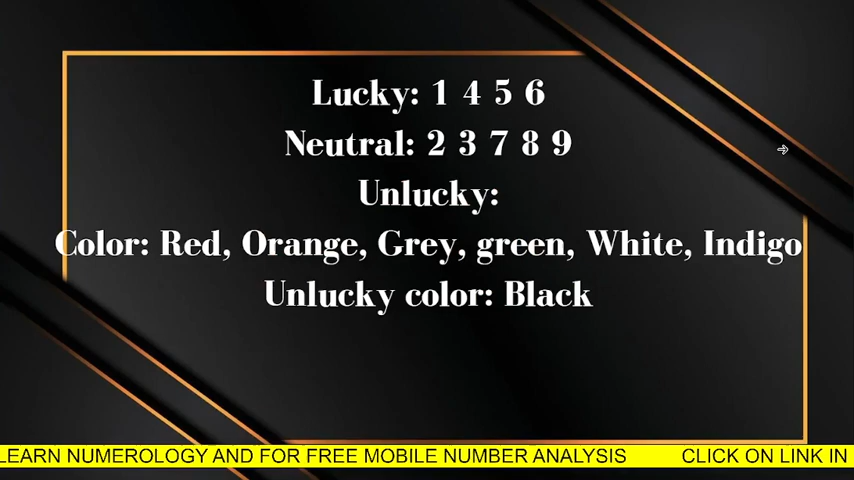 Lucky: 1 4 5 6
Neutral: 2 3 7 8 9
Unlucky:
Color: Red, Orange, Grey, green, White, Indigo
Unlucky color: Black
LEARN NUMEROLOGY AND FOR FREE MOBILE NUMBER ANALYSIS CLICK ON LINK IN